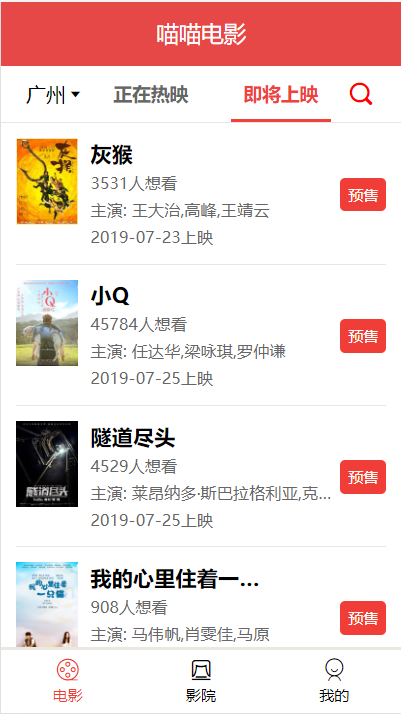 喵喵电影
广州 正在热映 即将上映
灰猴
3531人想看
主演: 王大治,高峰,王靖云
2019-07-23上映
预售
小Q
45784人想看
主演: 任达华,梁咏琪,罗仲谦
2019-07-25上映
预售
隧道尽头
4529人想看
主演: 莱昂纳多·斯巴拉格利亚,克...
2019-07-25上映
预售
我的心里住着一...
908人想看
主演: 马伟帆,肖雯佳,马原
预售
电影 影院 我的